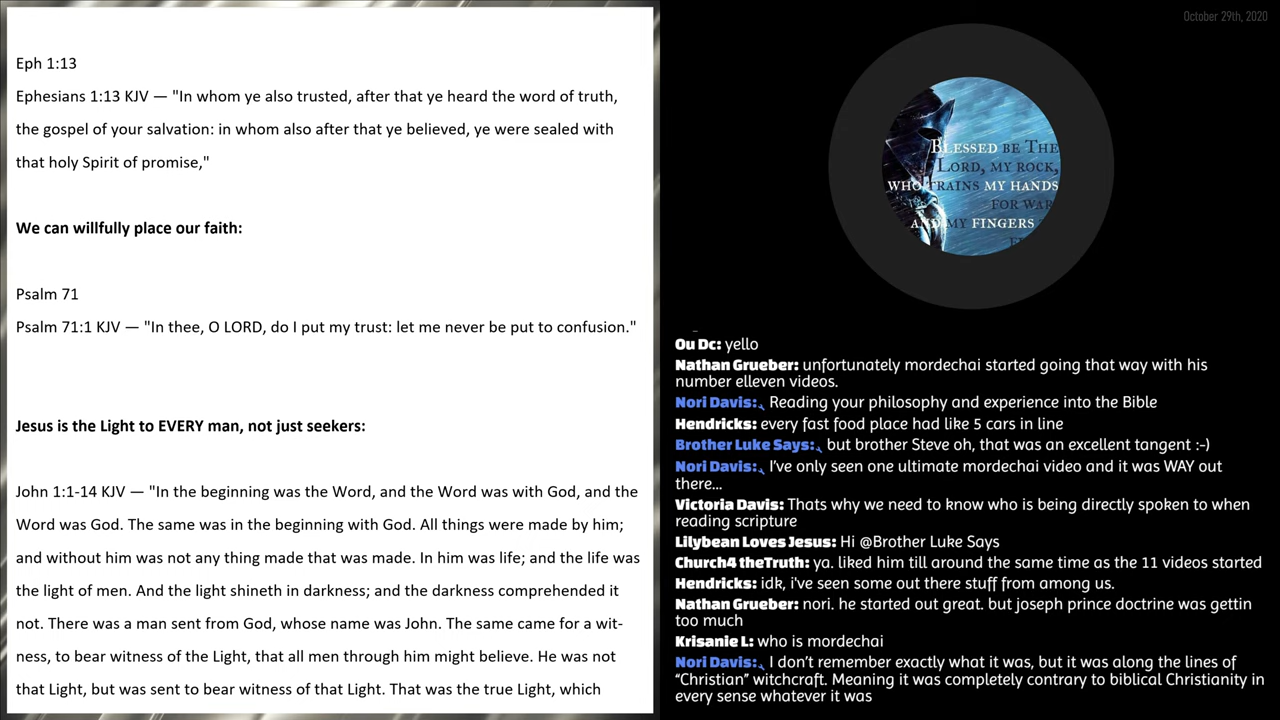 Eph 1:13
Ephesians 1:13 KJV — "In whom ye also trusted, after that ye heard the word of truth,
the gospel of your salvation: in whom also after that ye believed, ye were sealed with
that holy Spirit of promise,"
We can willfully place our faith:
Psalm 71
Psalm 71:1 KJV — "In thee, O LORD, do I put my trust: let me never be put to confusion."
Jesus is the Light to EVERY man, not just seekers:
John 1:1-14 KJV — "In the beginning was the Word, and the Word was with God, and the
Word was God. The same was in the beginning with God. All things were made by him;
and without him was not any thing made that was made. In him was life; and the life was
the light of men. And the light shineth in darkness; and the darkness comprehended it
not. There was a man sent from God, whose name was John. The same came for a wit-
ness, to bear witness of the Light, that all men through him might believe. He was not
that Light, but was sent to bear witness of that Light. That was the true Light, which
October 29th, 2020
BLESSED BE THE
LORD, MY ROCK,
WHO TRAINS MY HANDS
FOR WAR
AND MY FINGERS
Ou Dc: yello
Nathan Grueber: unfortunately mordechai started going that way with his
number elleven videos.
Nori Davis: Reading your philosophy and experience into the Bible
Hendricks: every fast food place had like 5 cars in line
Brother Luke Says: but brother Steve oh, that was an excellent tangent :-)
Nori Davis: I've only seen one ultimate mordechai video and it was WAY out
there...
Victoria Davis: Thats why we need to know who is being directly spoken to when
reading scripture
Lilybean Loves Jesus: Hi @Brother Luke Says
Church4 theTruth: ya. liked him till around the same time as the 11 videos started
Hendricks: idk, i've seen some out there stuff from among us.
Nathan Grueber: nori. he started out great. but joseph prince doctrine was gettin
too much
Krisanie L: who is mordechai
Nori Davis: I don't remember exactly what it was, but it was along the lines of
"Christian" witchcraft. Meaning it was completely contrary to biblical Christianity in
every sense whatever it was